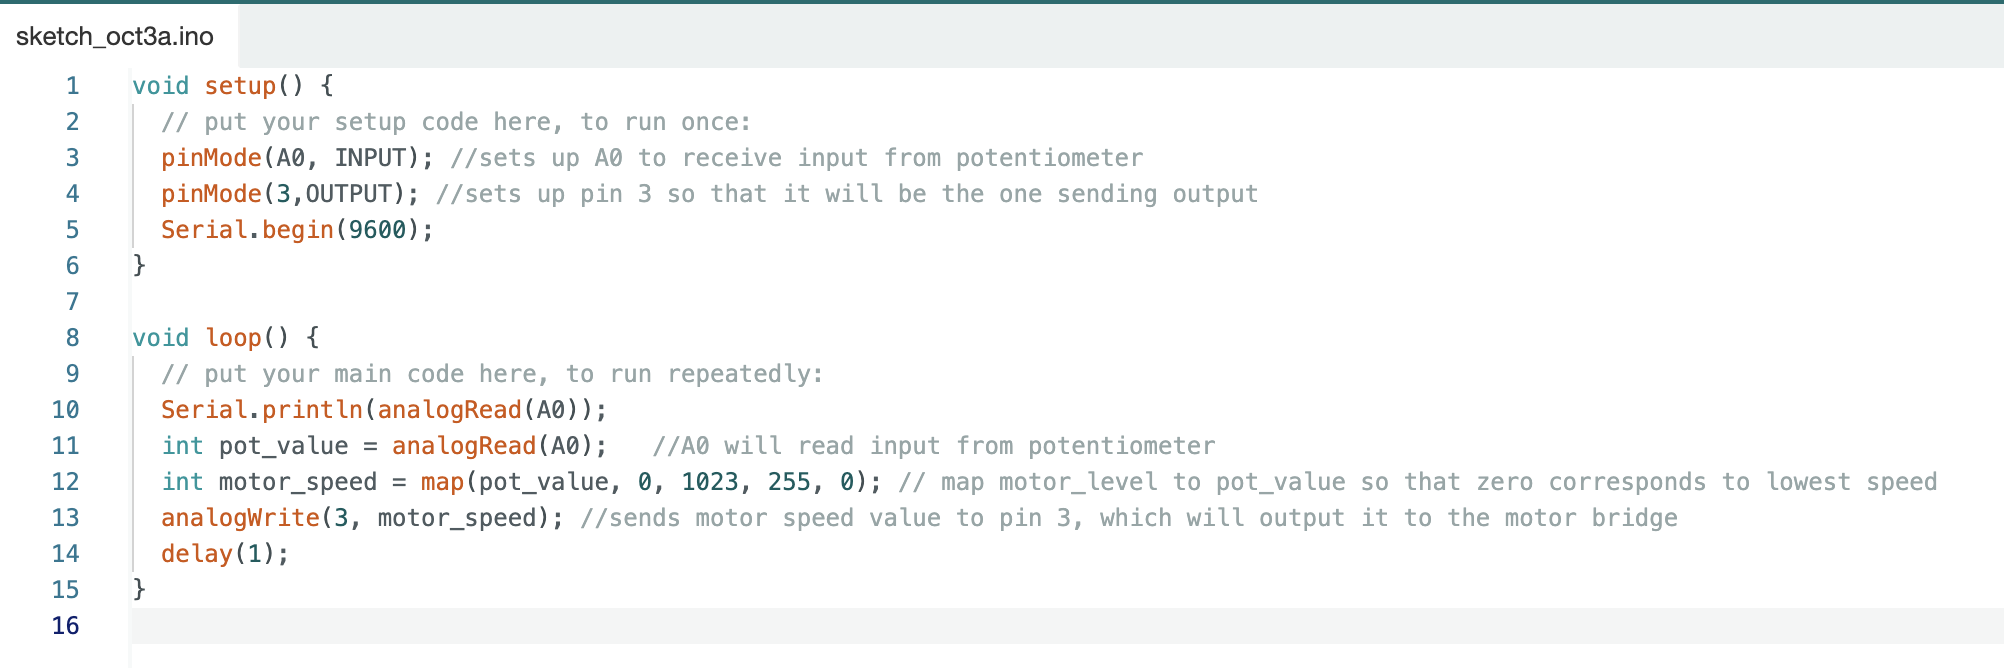 sketch_oct3a.ino
1 void setup() {
2 // put your setup code here, to run once:
3 pinMode(A0, INPUT); //sets up A0 to receive input from potentiometer
4 pinMode(3,OUTPUT); //sets up pin 3 so that it will be the one sending output
5 Serial.begin(9600);
6 }
7
8 void loop() {
9 // put your main code here, to run repeatedly:
10 Serial.println(analogRead(A0));
11 int pot_value = analogRead(A0); //A0 will read input from potentiometer
12 int motor_speed = map(pot_value, 0, 1023, 255, 0); // map motor_level to pot_value so that zero corresponds to lowest speed
13 analogWrite(3, motor_speed); //sends motor speed value to pin 3, which will output it to the motor bridge
14 delay(1);
15 }
16